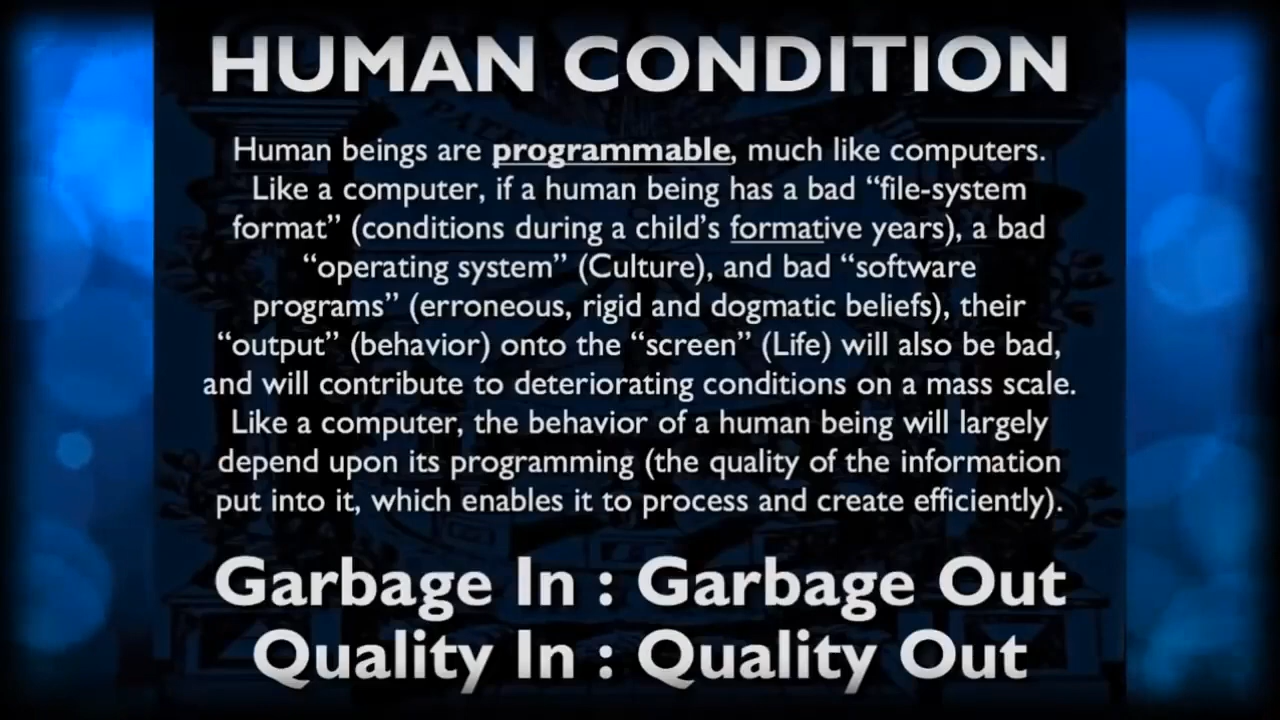 HUMAN CONDITION
Human beings are programmable, much like computers.
Like a computer, if a human being has a bad “file-system
format” (conditions during a child’s formative years), a bad
“operating system” (Culture), and bad “software
programs” (erroneous, rigid and dogmatic beliefs), their
“output” (behavior) onto the “screen” (Life) will also be bad,
and will contribute to deteriorating conditions on a mass scale.
Like a computer, the behavior of a human being will largely
depend upon its programming (the quality of the information
put into it, which enables it to process and create efficiently).
Garbage In : Garbage Out
Quality In : Quality Out